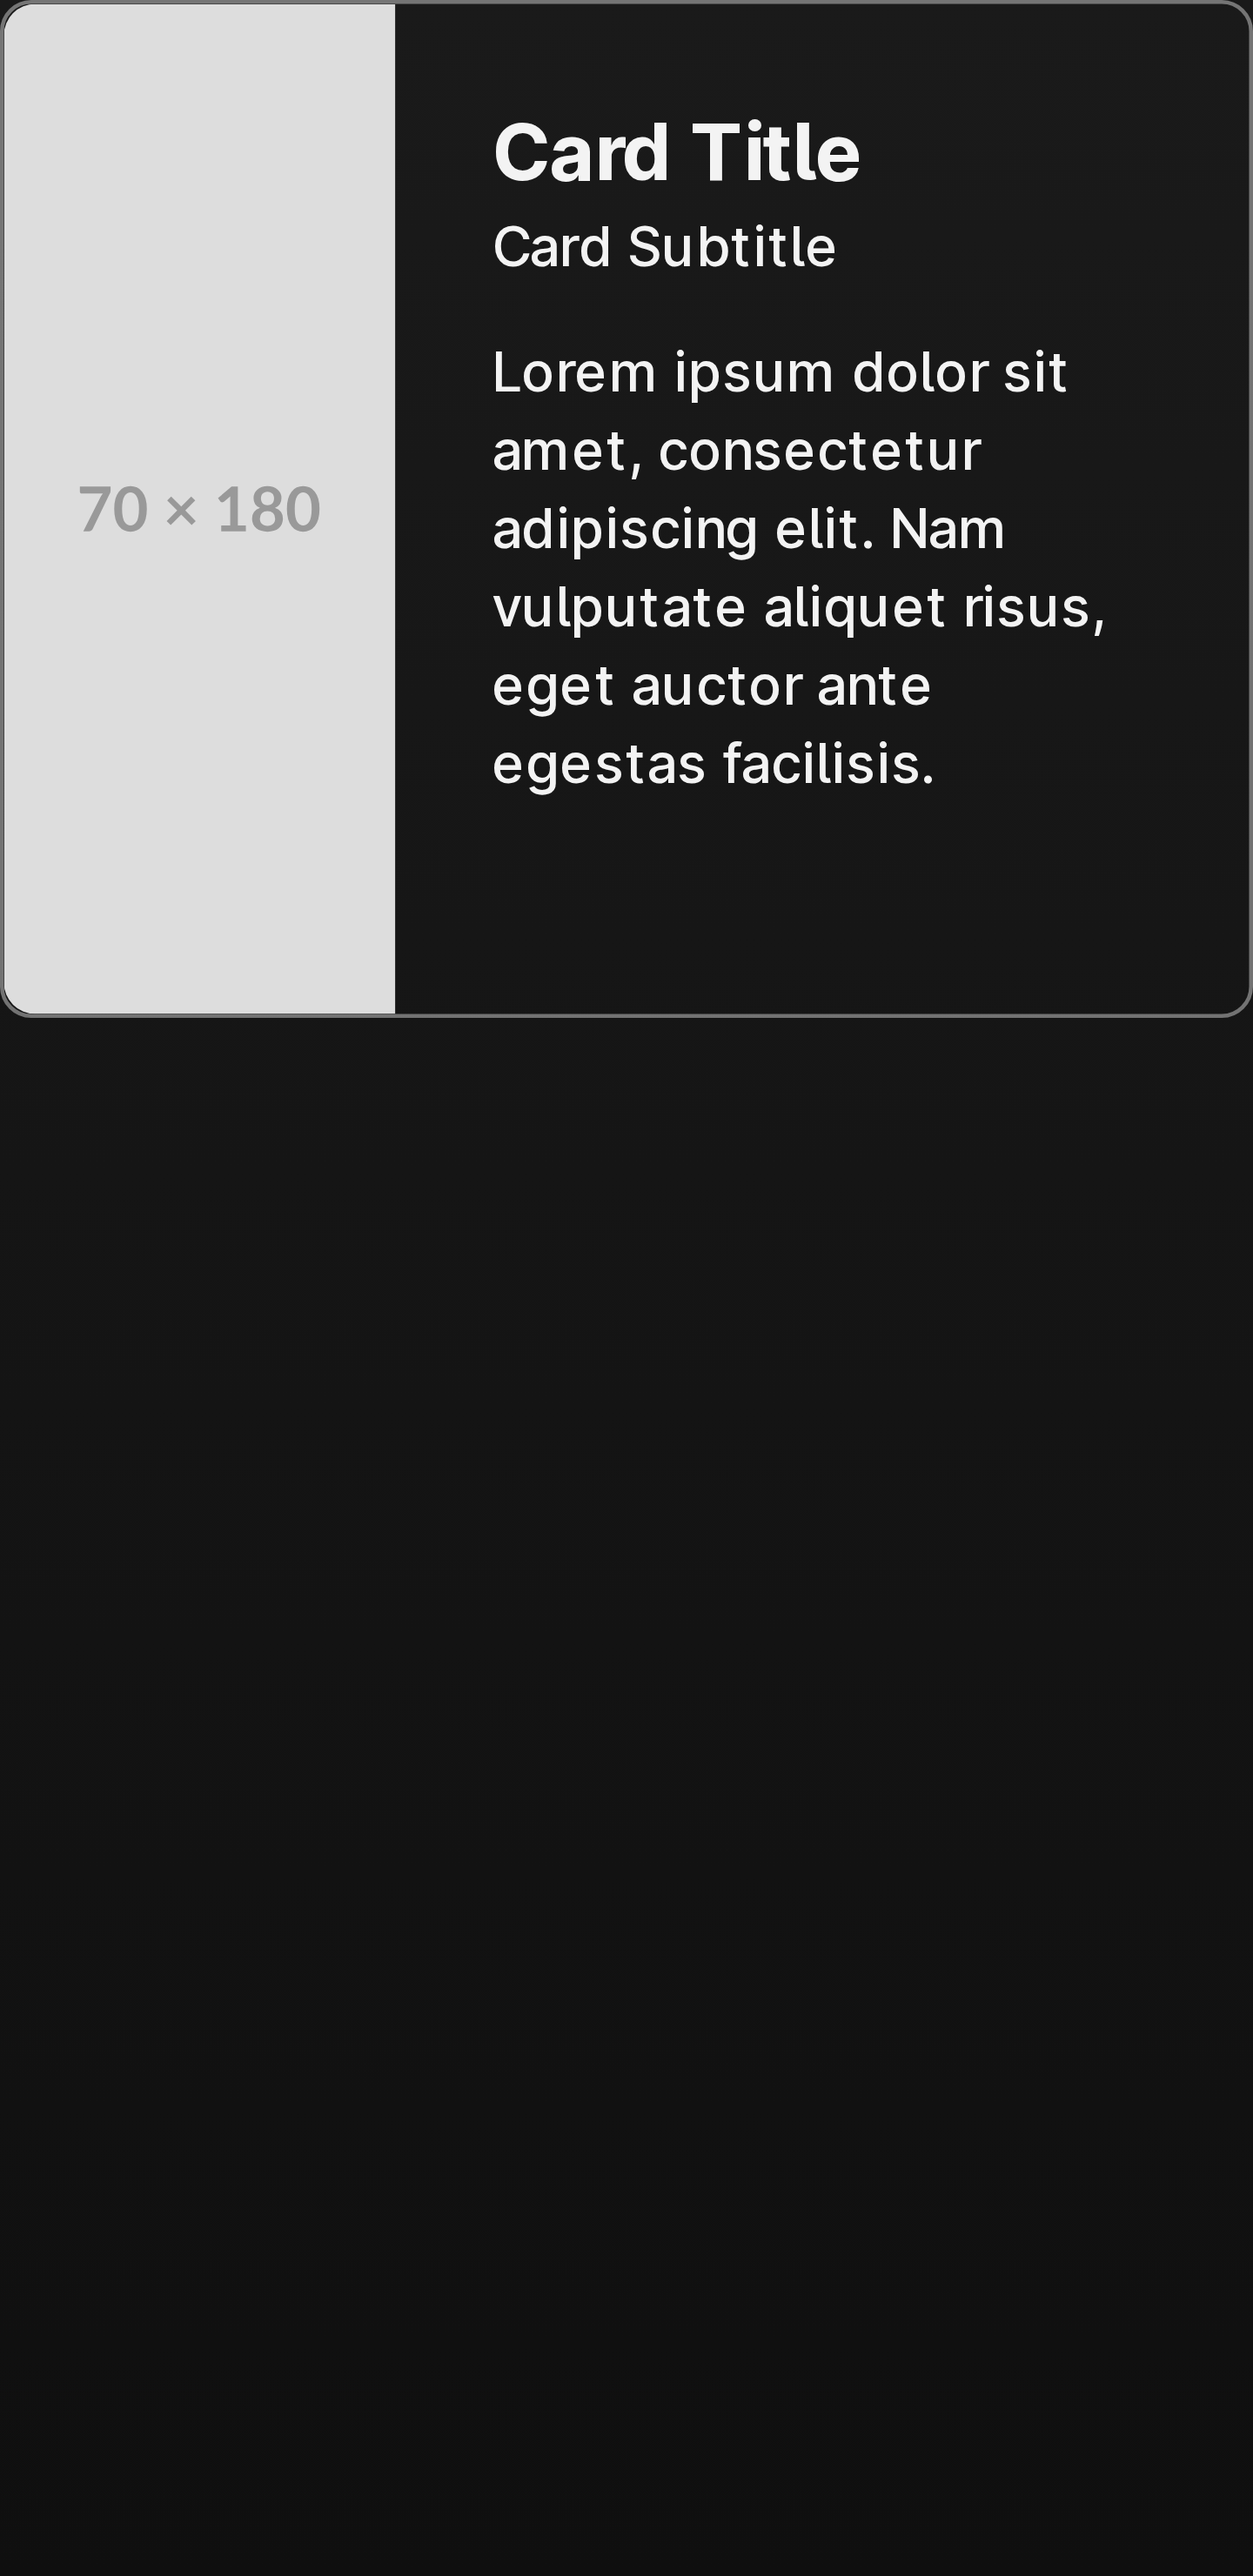 70 × 180
Card Title
Card Subtitle
Lorem ipsum dolor sit
amet, consectetur
adipiscing elit. Nam
vulputate aliquet risus,
eget auctor ante
egestas facilisis.